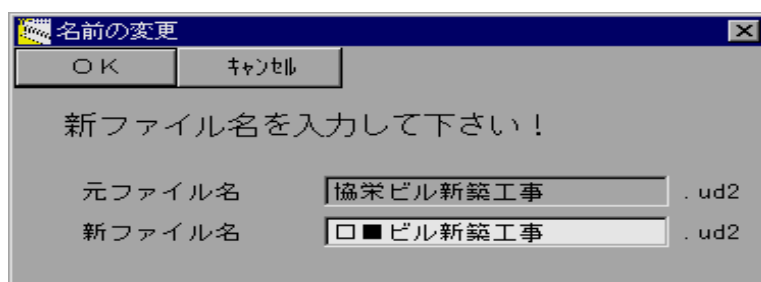 名前の変更
ＯＫ ｷｬﾝｾﾙ
新ファイル名を入力して下さい！
元ファイル名 協栄ビル新築工事 .ud2
新ファイル名 □■ビル新築工事 .ud2